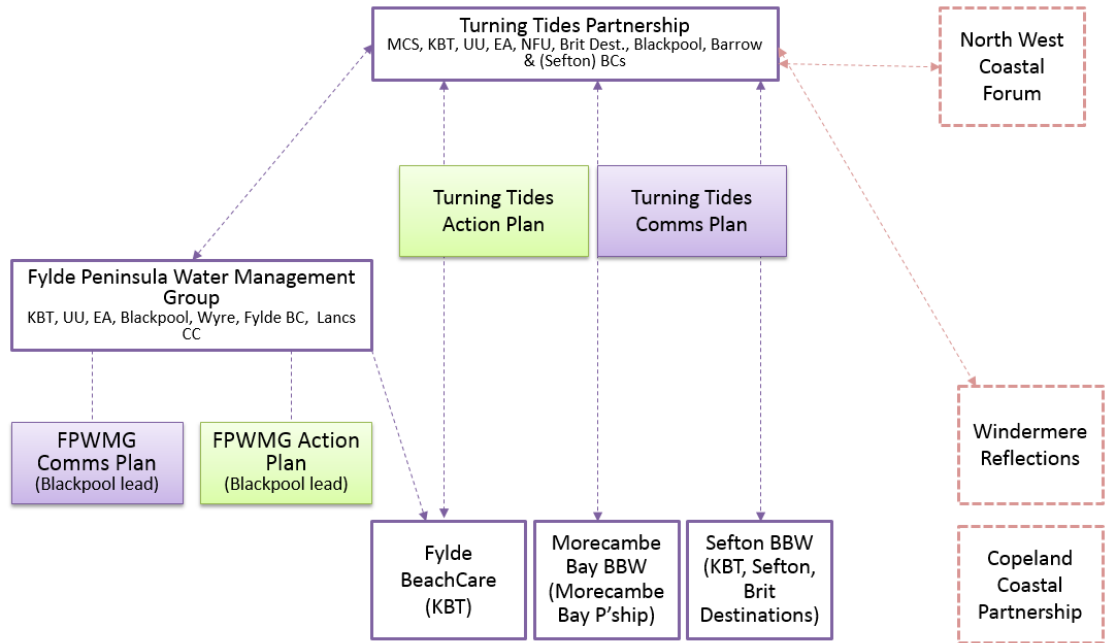 Turning Tides Partnership
MCS, KBT, UU, EA, NFU, Brit Dest., Blackpool, Barrow
& (Sefton) BCs
North West
Coastal
Forum
Turning Tides
Action Plan
Turning Tides
Comms Plan
Fylde Peninsula Water Management
Group
KBT, UU, EA, Blackpool, Wyre, Fylde BC, Lancs
CC
FPWMG
Comms Plan
(Blackpool lead)
FPWMG Action
Plan
(Blackpool lead)
Windermere
Reflections
Fylde
BeachCare
(KBT)
Morecambe
Bay BBW
(Morecambe
Bay P'ship)
Sefton BBW
(KBT, Sefton,
Brit
Destinations)
Copeland
Coastal
Partnership